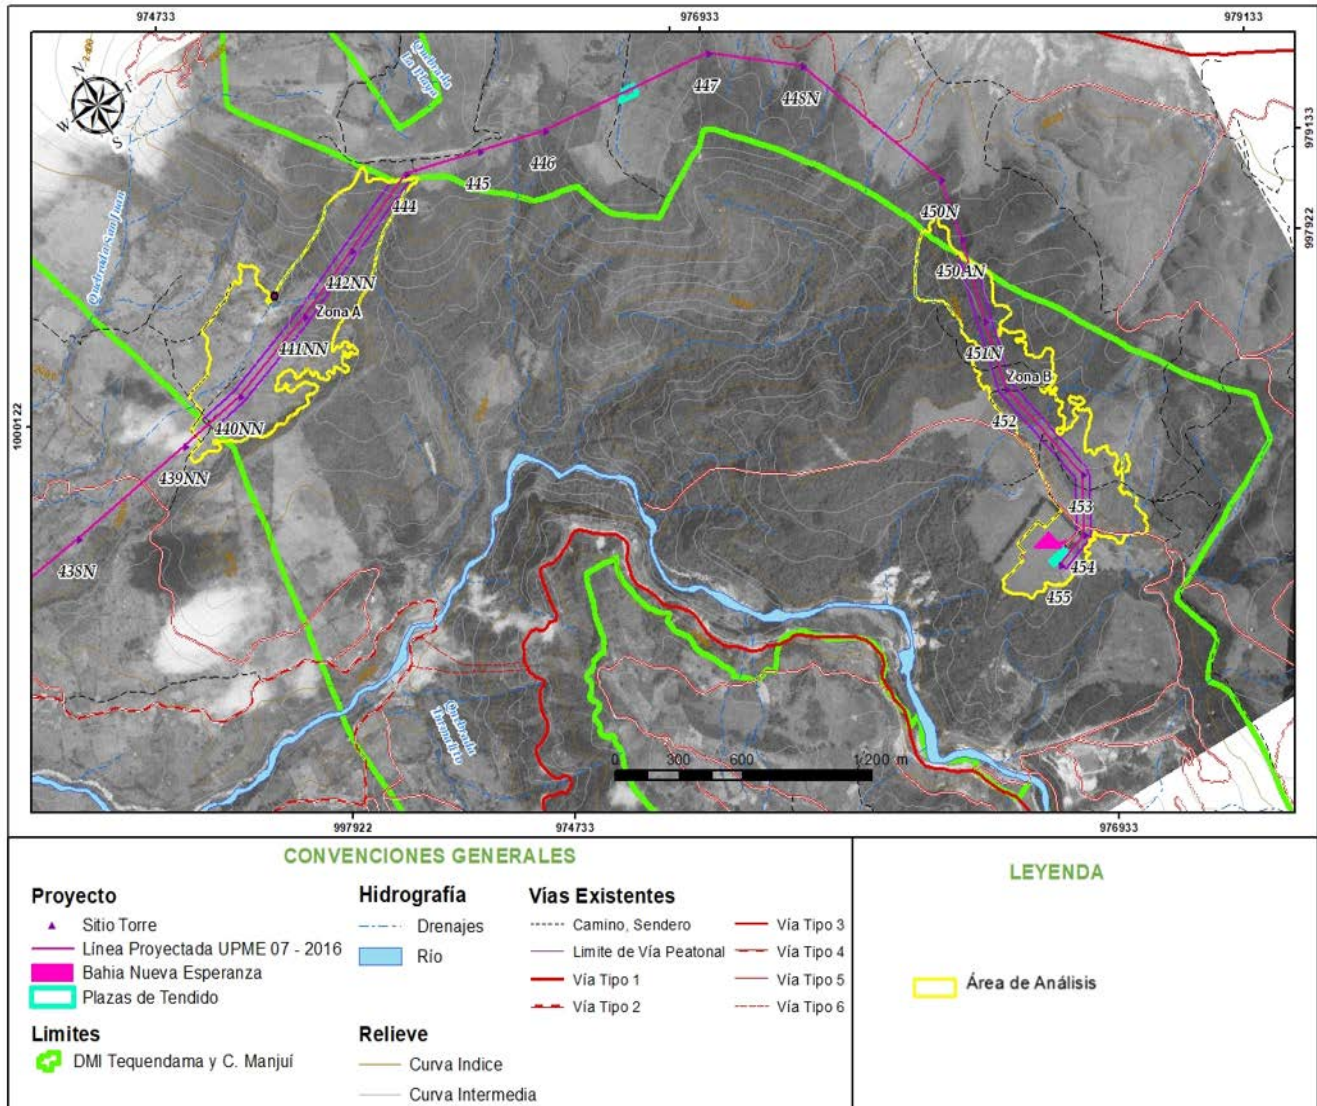 974733
976933
979133
2400
N
E
W
S
Quebrada
La Playa
447
448N
979133
446
445
444
Quebrada San Juan
450N
997922
450AN
442NN
Zona A
441NN
451N
Zona B
452
440NN
1000122
439NN
453
438N
454
455
Quebrada
0 300 600 1.200 m
997922
974733
976933
CONVENCIONES GENERALES
Proyecto
Sitio Torre
Línea Proyectada UPME 07 - 2016
Bahia Nueva Esperanza
Plazas de Tendido
Limites
DMI Tequendama y C. Manjuí
Hidrografía
Drenajes
Río
Relieve
Curva Indice
Curva Intermedia
Vías Existentes
Camino, Sendero
Limite de Vía Peatonal
Vía Tipo 1
Vía Tipo 2
Vía Tipo 3
Vía Tipo 4
Vía Tipo 5
Vía Tipo 6
LEYENDA
Área de Análisis